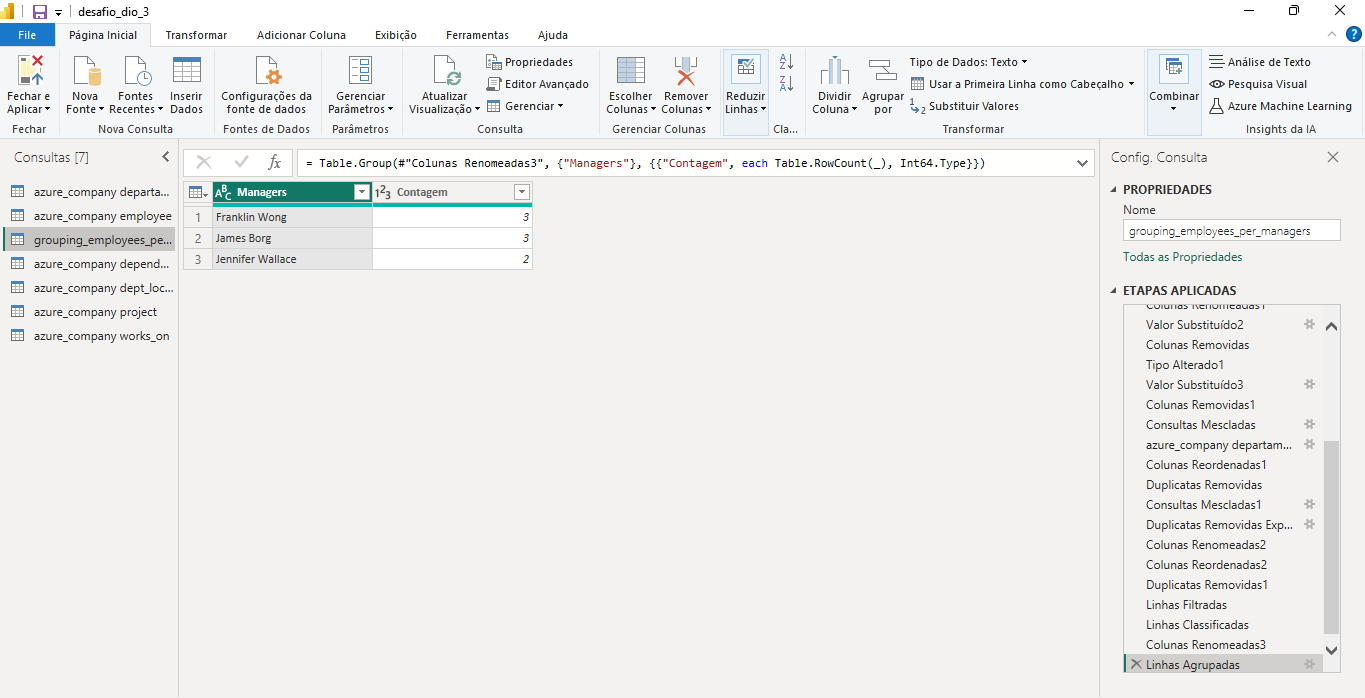 desafio_dio_3
File
Página Inicial
Transformar
Adicionar Coluna
Exibição
Ferramentas
Ajuda
Fechar e Aplicar
Nova Fonte
Fontes Recentes
Inserir Dados
Configurações da fonte de dados
Gerenciar Parâmetros
Atualizar Visualização
Propriedades
Editor Avançado
Gerenciar
Escolher Colunas
Remover Colunas
Reduzir Linhas
Dividir Coluna
Agrupar por
Tipo de Dados: Texto
Usar a Primeira Linha como Cabeçalho
Substituir Valores
Combinar
Análise de Texto
Pesquisa Visual
Azure Machine Learning
Fechar
Nova Consulta
Fontes de Dados
Parâmetros
Consulta
Gerenciar Colunas
Cla...
Transformar
Insights da IA
Consultas [7]
azure_company departa...
azure_company employee
grouping_employees_pe...
azure_company depend...
azure_company dept_loc...
azure_company project
azure_company works_on
fx
= Table.Group(#"Colunas Renomeadas3", {"Managers"}, {{"Contagem", each Table.RowCount(_), Int64.Type}})
Managers Contagem
1 Franklin Wong 3
2 James Borg 3
3 Jennifer Wallace 2
Config. Consulta
PROPRIEDADES
Nome
grouping_employees_per_managers
Todas as Propriedades
ETAPAS APLICADAS
Colunas Renomeadas1
Valor Substituído2
Colunas Removidas
Tipo Alterado1
Valor Substituído3
Colunas Removidas1
Consultas Mescladas
azure_company departam...
Colunas Reordenadas1
Duplicatas Removidas
Consultas Mescladas1
Duplicatas Removidas Exp...
Colunas Renomeadas2
Colunas Reordenadas2
Duplicatas Removidas1
Linhas Filtradas
Linhas Classificadas
Colunas Renomeadas3
Linhas Agrupadas